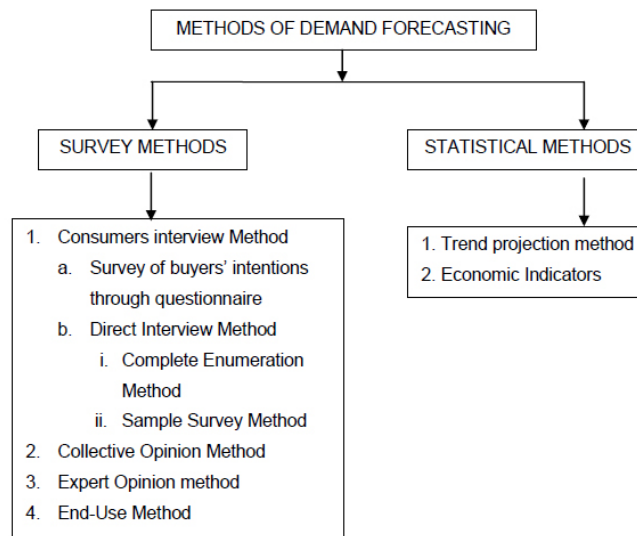 METHODS OF DEMAND FORECASTING
SURVEY METHODS
STATISTICAL METHODS
1. Consumers interview Method
a. Survey of buyers' intentions
through questionnaire
b. Direct Interview Method
i. Complete Enumeration
Method
ii. Sample Survey Method
2. Collective Opinion Method
3. Expert Opinion method
4. End-Use Method
1. Trend projection method
2. Economic Indicators